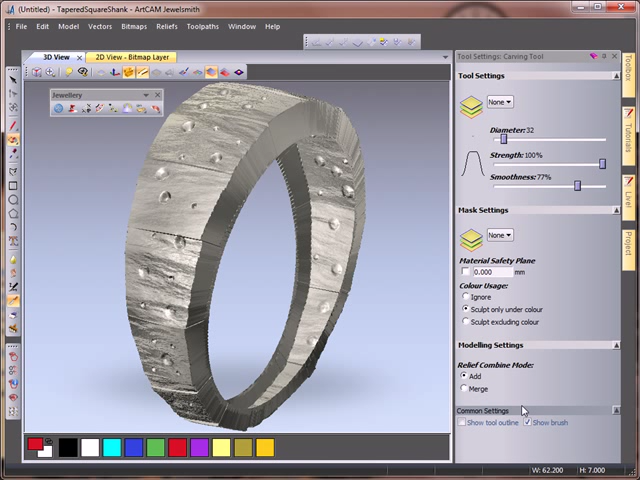 (Untitled) - TaperedSquareShank - ArtCAM Jewelsmith
File Edit Model Vectors Bitmaps Reliefs Toolpaths Window Help
3D View
2D View - Bitmap Layer
Jewellery
Tool Settings: Carving Tool
Tool Settings
None
Diameter: 32
Strength: 100%
Smoothness: 77%
Mask Settings
None
Material Safety Plane
0.000 mm
Colour Usage:
Ignore
Sculpt only under colour
Sculpt excluding colour
Modelling Settings
Relief Combine Mode:
Add
Merge
Common Settings
Show tool outline Show brush
Toolbox
Tutorials
Live!
Project
W: 62.200 H: 7.000